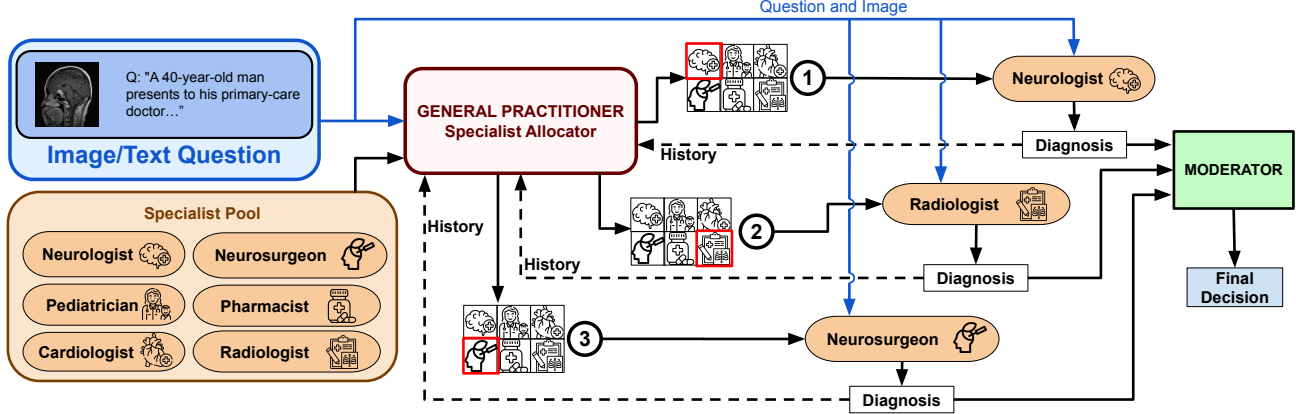 Question and Image
Q: "A 40-year-old man
presents to his primary-care
doctor…”
Image/Text Question
GENERAL PRACTITIONER
Specialist Allocator
1
Neurologist
Diagnosis
History
MODERATOR
Specialist Pool
Neurologist
Neurosurgeon
Pediatrician
Pharmacist
Cardiologist
Radiologist
History
2
Radiologist
History
Diagnosis
Final
Decision
3
Neurosurgeon
Diagnosis